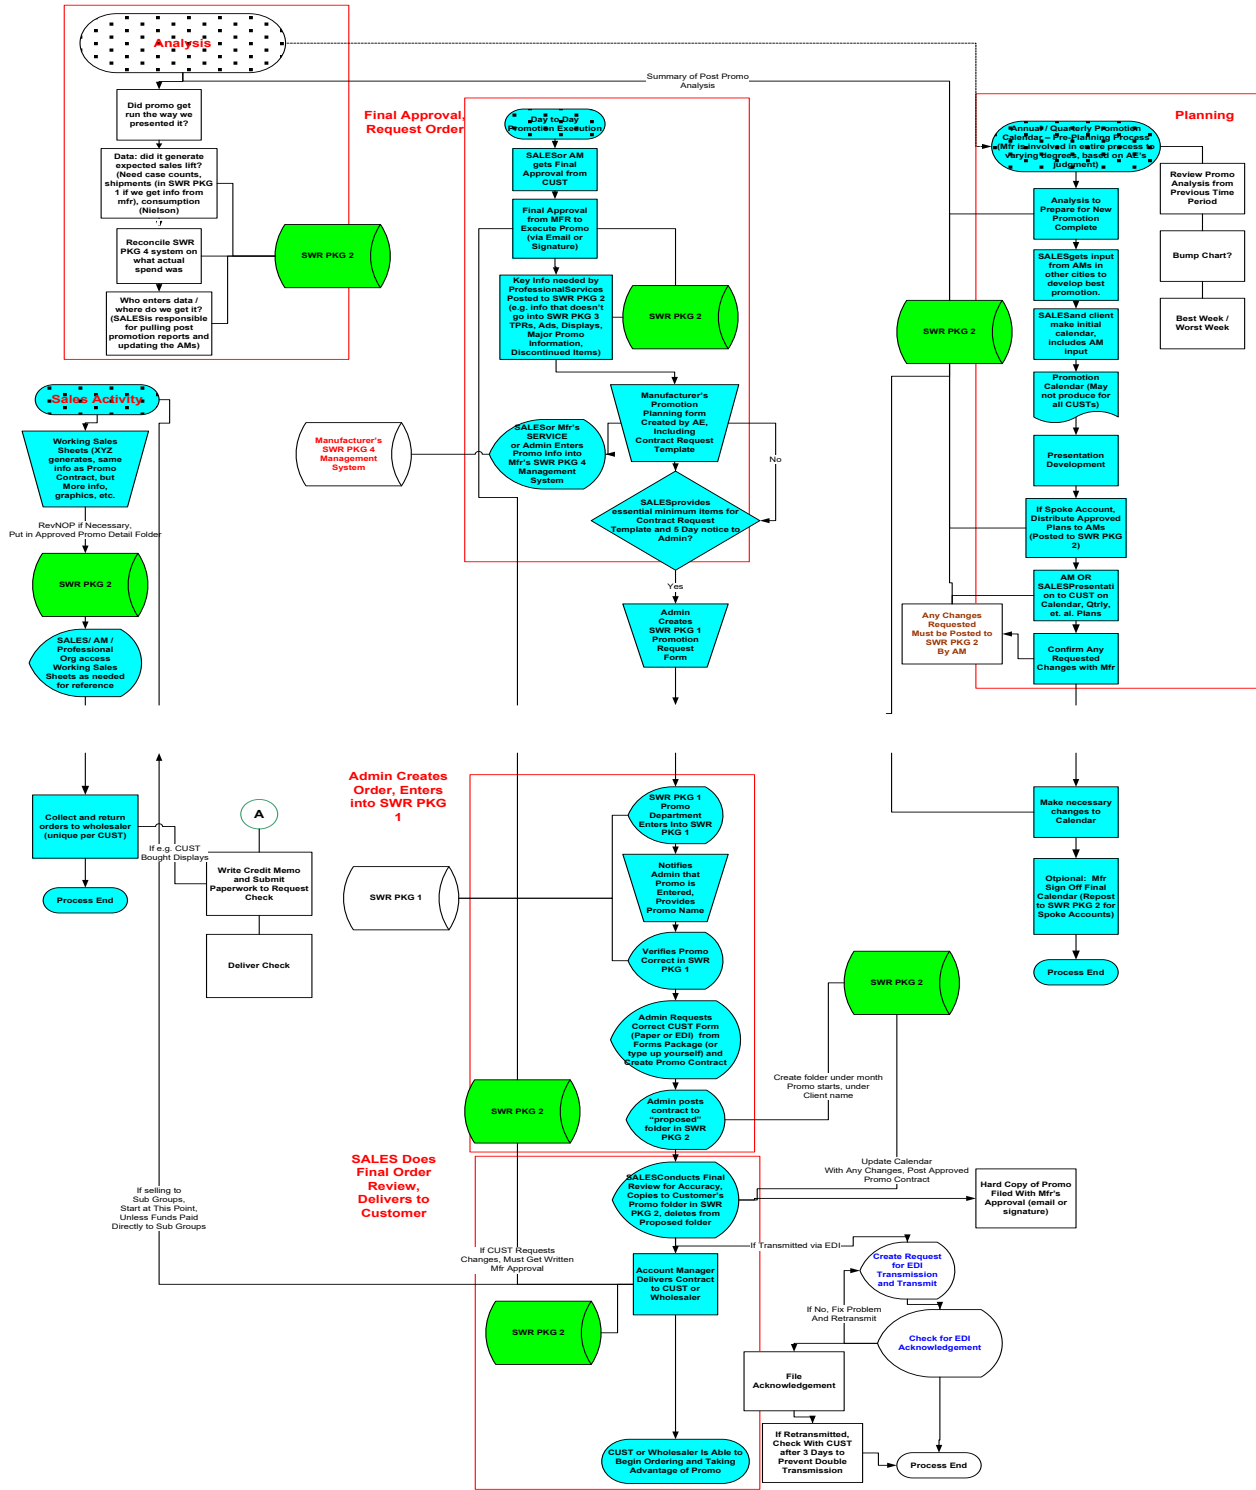 Analysis
Did promo get
run the way we
presented it?
Data: did it generate
expected sales lift?
(Need case counts,
shipments (in SWR PKG
1 if we get info from
mfr), consumption
(Nielson)
Reconcile SWR
PKG 4 system on
what actual
spend was
Who enters data /
where do we get it?
(SALESis responsible
for pulling post
promotion reports and
updating the AMs)
SWR PKG 2
Summary of Post Promo
Analysis
Final Approval,
Request Order
Day to Day
Promotion Execution
SALESor AM
gets Final
Approval from
CUST
Final Approval
from MFR to
Execute Promo
(via Email or
Signature)
Key Info needed by
ProfessionalServices
Posted to SWR PKG 2
(e.g. info that doesn't
go into SWR PKG 3
TPRs, Ads, Displays,
Major Promo
Information,
Discontinued Items)
SWR PKG 2
Manufacturer's
Promotion
Planning form
Created by AE,
Including
Contract Request
Template
SALESor Mfr's
SERVICE
or Admin Enters
Promo Info into
Mfr's SWR PKG 4
Management
System
Manufacturer's
SWR PKG 4
Management
System
No
SALESprovides
essential minimum items for
Contract Request
Template and 5 Day notice to
Admin?
Yes
Admin
Creates
SWR PKG 1
Promotion
Request
Form
Planning
Annual / Quarterly Promotion
Calendar – Pre-Planning Process
(Mfr is involved in entire process to
varying degrees, based on AE's
judgment)
Review Promo
Analysis from
Previous Time
Period
Bump Chart?
Best Week /
Worst Week
Analysis to
Prepare for New
Promotion
Complete
SALESgets input
from AMs in
other cities to
develop best
promotion.
SALESand client
make initial
calendar,
includes AM
input
Promotion
Calendar (May
not produce for
all CUSTs)
Presentation
Development
If Spoke Account,
Distribute Approved
Plans to AMs
(Posted to SWR PKG
2)
AM OR
SALESPresentati
on to CUST on
Calendar, Qtrly,
et. al. Plans
Confirm Any
Requested
Changes with Mfr
SWR PKG 2
Any Changes
Requested
Must be Posted to
SWR PKG 2
By AM
Sales Activity
Working Sales
Sheets (XYZ
generates, same
info as Promo
Contract, but
More info,
graphics, etc.
RevNOP if Necessary,
Put in Approved Promo Detail Folder
SWR PKG 2
SALES/ AM /
Professional
Org access
Working Sales
Sheets as needed
for reference
Collect and return
orders to wholesaler
(unique per CUST)
If e.g. CUST
Bought Displays
Process End
A
Write Credit Memo
and Submit
Paperwork to Request
Check
Deliver Check
Admin Creates
Order, Enters
into SWR PKG
1
SWR PKG 1
SWR PKG 1
Promo
Department
Enters Into SWR
PKG 1
Notifies
Admin that
Promo is
Entered,
Provides
Promo Name
Verifies Promo
Correct in SWR
PKG 1
Admin Requests
Correct CUST Form
(Paper or EDI)  from
Forms Package (or
type up yourself) and
Create Promo Contract
Admin posts
contract to
"proposed"
folder in SWR
PKG 2
SWR PKG 2
Create folder under month
Promo starts, under
Client name
SWR PKG 2
Make necessary
changes to
Calendar
Otpional:  Mfr
Sign Off Final
Calendar (Repost
to SWR PKG 2 for
Spoke Accounts)
Process End
SALES Does
Final Order
Review,
Delivers to
Customer
SALESConducts Final
Review for Accuracy,
Copies to Customer's
Promo folder in SWR
PKG 2, deletes from
Proposed folder
Update Calendar
With Any Changes, Post Approved
Promo Contract
Hard Copy of Promo
Filed With Mfr's
Approval (email or
signature)
If selling to
Sub Groups,
Start at This Point,
Unless Funds Paid
Directly to Sub Groups
If CUST Requests
Changes, Must Get Written
Mfr Approval
If Transmitted via EDI
Account Manager
Delivers Contract
to CUST or
Wholesaler
SWR PKG 2
Create Request
for EDI
Transmission
and Transmit
If No, Fix Problem
And Retransmit
Check for EDI
Acknowledgement
File
Acknowledgement
If Retransmitted,
Check With CUST
after 3 Days to
Prevent Double
Transmission
Process End
CUST or Wholesaler Is Able to
Begin Ordering and Taking
Advantage of Promo